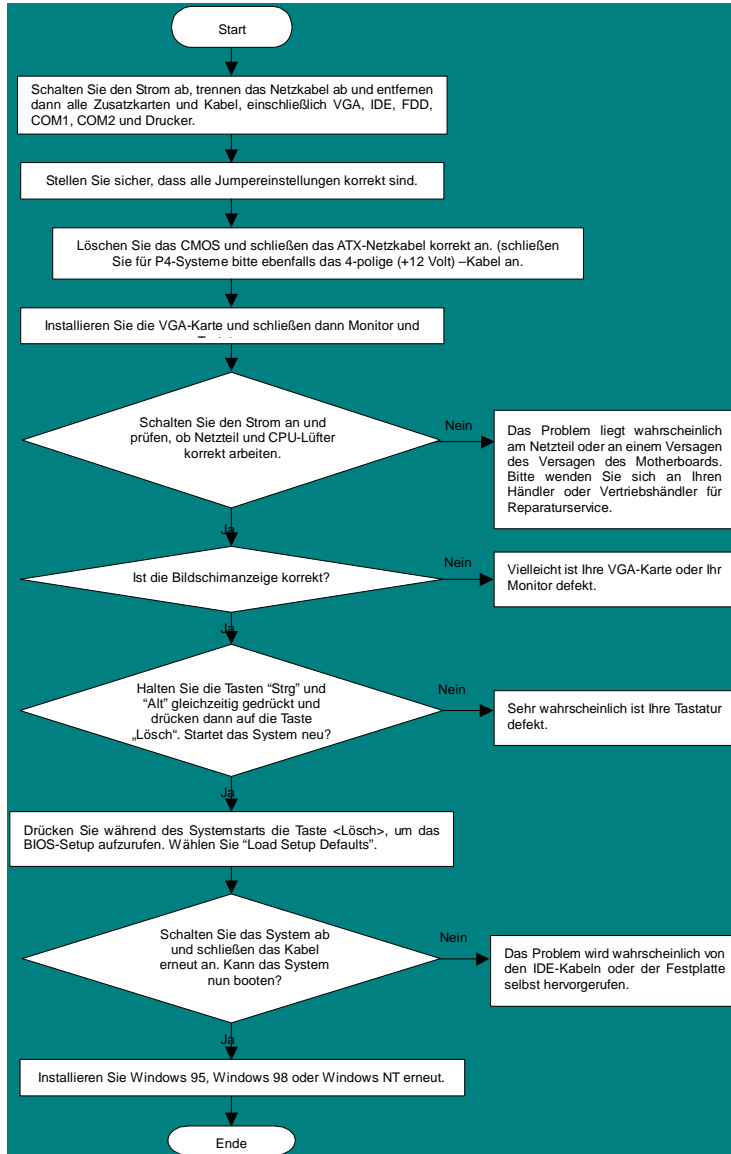 Start
Schalten Sie den Strom ab, trennen das Netzkabel ab und entfernen
dann alle Zusatzkarten und Kabel, einschließlich VGA, IDE, FDD,
COM1, COM2 und Drucker.
Stellen Sie sicher, dass alle Jumpereinstellungen korrekt sind.
Löschen Sie das CMOS und schließen das ATX-Netzkabel korrekt an. (schließen
Sie für P4-Systeme bitte ebenfalls das 4-polige (+12 Volt) –Kabel an.
Installieren Sie die VGA-Karte und schließen dann Monitor und
Schalten Sie den Strom an und
prüfen, ob Netzteil und CPU-Lüfter
korrekt arbeiten.
Nein
Das Problem liegt wahrscheinlich
am Netzteil oder an einem Versagen
des Versagen des Motherboards.
Bitte wenden Sie sich an Ihren
Händler oder Vertriebshändler für
Reparaturservice.
Ja
Ist die Bildschimanzeige korrekt?
Nein
Vielleicht ist Ihre VGA-Karte oder Ihr
Monitor defekt.
Ja
Halten Sie die Tasten “Strg” und
“Alt” gleichzeitig gedrückt und
drücken dann auf die Taste
„Lösch“. Startet das System neu?
Nein
Sehr wahrscheinlich ist Ihre Tastatur
defekt.
Ja
Drücken Sie während des Systemstarts die Taste <Lösch>, um das
BIOS-Setup aufzurufen. Wählen Sie “Load Setup Defaults”.
Schalten Sie das System ab
und schließen das Kabel
erneut an. Kann das System
nun booten?
Nein
Das Problem wird wahrscheinlich von
den IDE-Kabeln oder der Festplatte
selbst hervorgerufen.
Ja
Installieren Sie Windows 95, Windows 98 oder Windows NT erneut.
Ende